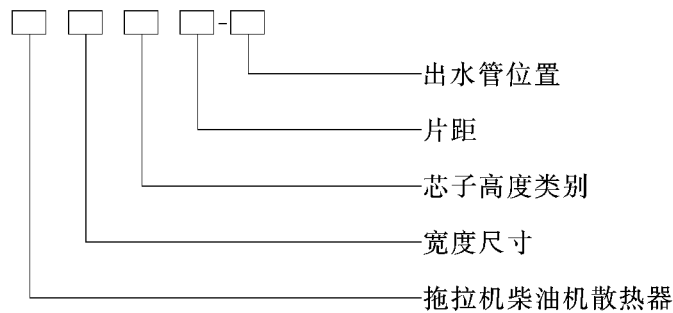 -
出水管位置
片距
芯子高度类别
宽度尺寸
拖拉机柴油机散热器